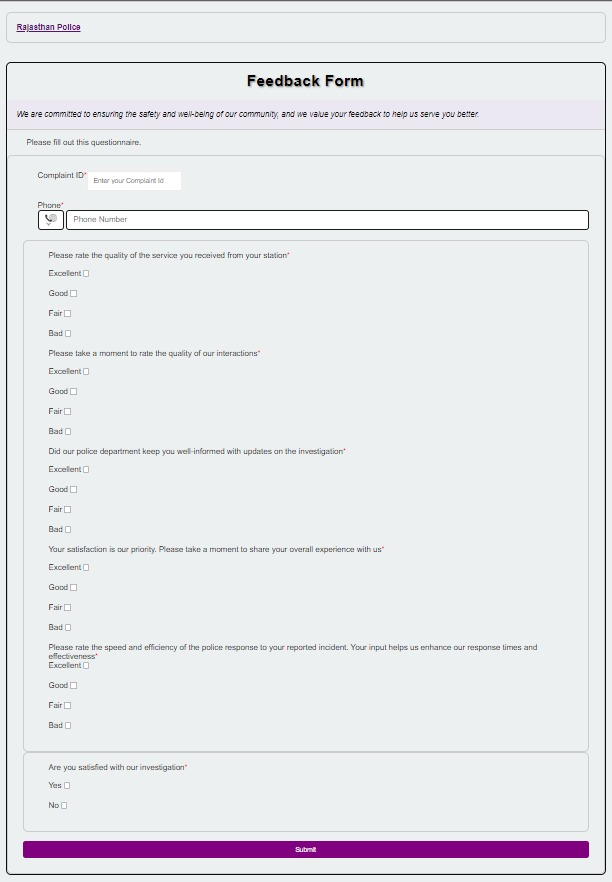 Rajasthan Police
Feedback Form
We are committed to ensuring the safety and well-being of our community, and we value your feedback to help us serve you better.
Please fill out this questionnaire.
Complaint ID* Enter your Complaint Id
Phone*
Phone Number
Please rate the quality of the service you received from your station*
Excellent
Good
Fair
Bad
Please take a moment to rate the quality of our interactions*
Excellent
Good
Fair
Bad
Did our police department keep you well-informed with updates on the investigation*
Excellent
Good
Fair
Bad
Your satisfaction is our priority. Please take a moment to share your overall experience with us*
Excellent
Good
Fair
Bad
Please rate the speed and efficiency of the police response to your reported incident. Your input helps us enhance our response times and
effectiveness*
Excellent
Good
Fair
Bad
Are you satisfied with our investigation*
Yes
No
Submit